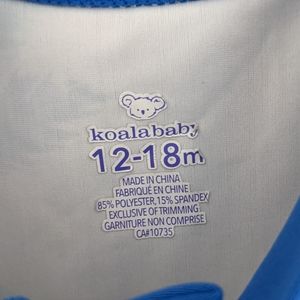 koalababy
12-18m
MADE IN CHINA
FABRIQUÉ EN CHINE
85% POLYESTER, 15% SPANDEX
EXCLUSIVE OF TRIMMING
GARNITURE NON COMPRISE
CA#10735